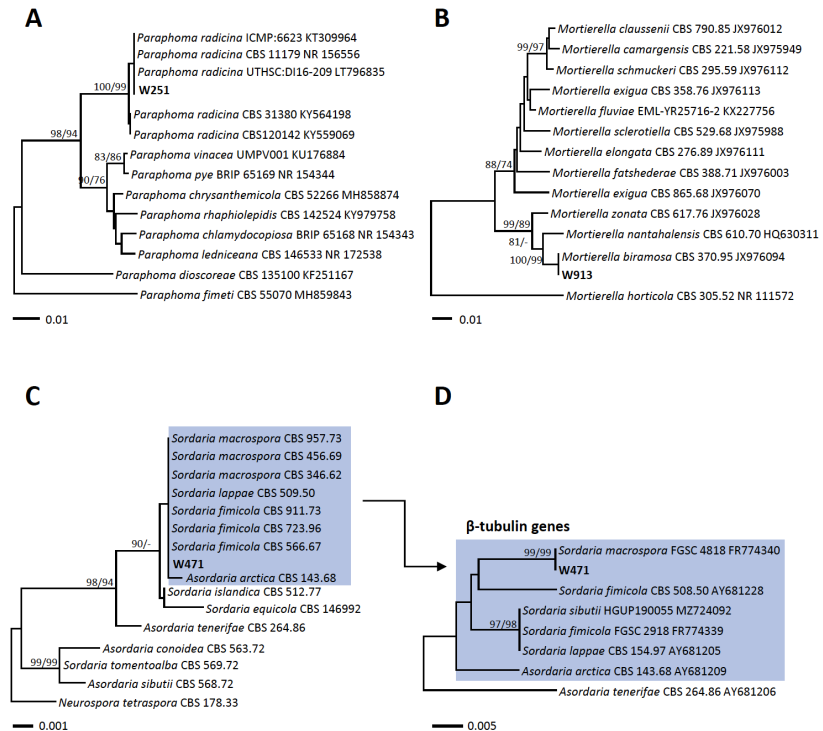 A
Paraphoma radicina ICMP:6623 KT309964
Paraphoma radicina CBS 11179 NR 156556
Paraphoma radicina UTHSC:DI16-209 LT796835
100/99
W251
Paraphoma radicina CBS 31380 KY564198
98/94
Paraphoma radicina CBS120142 KY559069
83/86
Paraphoma vinacea UMPV001 KU176884
Paraphoma pye BRIP 65169 NR 154344
90/76
Paraphoma chrysanthemicola CBS 52266 MH858874
Paraphoma rhaphiolepidis CBS 142524 KY979758
Paraphoma chlamydocopiosa BRIP 65168 NR 154343
Paraphoma ledniceana CBS 146533 NR 172538
Paraphoma dioscoreae CBS 135100 KF251167
Paraphoma fimeti CBS 55070 MH859843
0.01
B
Mortierella claussenii CBS 790.85 JX976012
99/97
Mortierella camargensis CBS 221.58 JX975949
Mortierella schmuckeri CBS 295.59 JX976112
Mortierella exigua CBS 358.76 JX976113
Mortierella fluviae EML-YR25716-2 KX227756
Mortierella sclerotiella CBS 529.68 JX975988
Mortierella elongata CBS 276.89 JX976111
88/74
Mortierella fatshederae CBS 388.71 JX976003
Mortierella exigua CBS 865.68 JX976070
Mortierella zonata CBS 617.76 JX976028
99/89
Mortierella nantahalensis CBS 610.70 HQ630311
81/-
Mortierella biramosa CBS 370.95 JX976094
100/99
W913
Mortierella horticola CBS 305.52 NR 111572
0.01
C
Sordaria macrospora CBS 957.73
Sordaria macrospora CBS 456.69
Sordaria macrospora CBS 346.62
Sordaria lappae CBS 509.50
Sordaria fimicola CBS 911.73
Sordaria fimicola CBS 723.96
90/-
Sordaria fimicola CBS 566.67
W471
98/94
Asordaria arctica CBS 143.68
Sordaria islandica CBS 512.77
Sordaria equicola CBS 146992
Asordaria tenerifae CBS 264.86
Asordaria conoidea CBS 563.72
99/99
Sordaria tomentoalba CBS 569.72
Asordaria sibutii CBS 568.72
Neurospora tetraspora CBS 178.33
0.001
D
β-tubulin genes
99/99
Sordaria macrospora FGSC 4818 FR774340
W471
Sordaria fimicola CBS 508.50 AY681228
Sordaria sibutii HGUP190055 MZ724092
97/98
Sordaria fimicola FGSC 2918 FR774339
Sordaria lappae CBS 154.97 AY681205
Asordaria arctica CBS 143.68 AY681209
Asordaria tenerifae CBS 264.86 AY681206
0.005